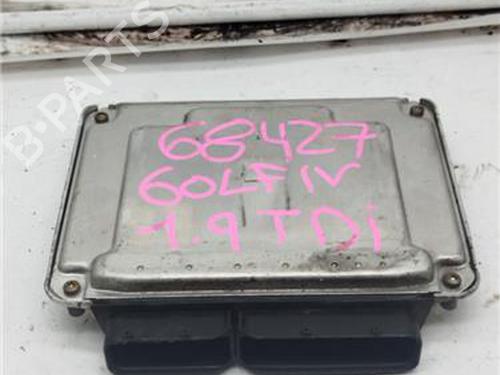 B-PARTS
68427
GOLF IV
1.9 TDi